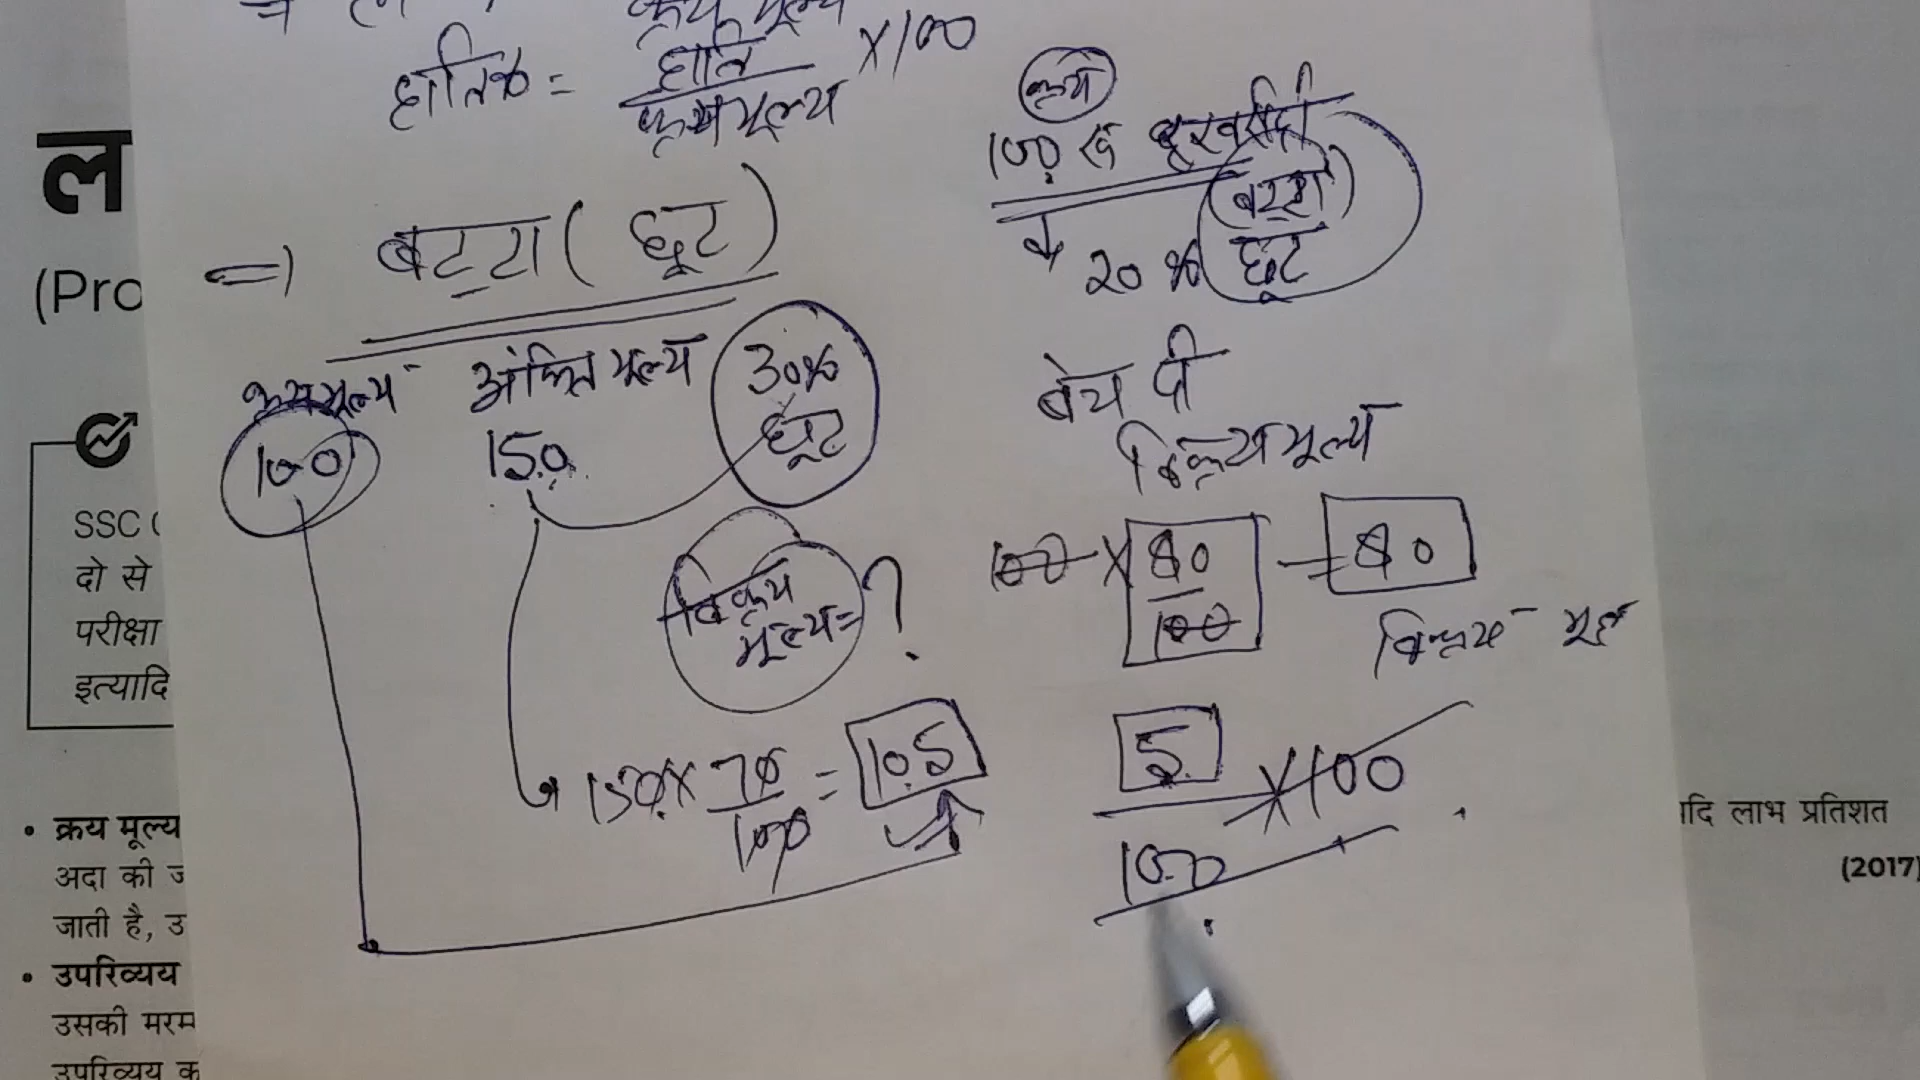 क्रय मूल्य
हानि% = हानि / क्रय मूल्य ×100
=> बट्टा ( छूट )
क्रय मूल्य अंकित मूल्य 30% छूट
100 150
विक्रय मूल्य = ?
150 × 70 / 100 = 105
क्रय
100 रु
20 % छूट
बेच दी
विक्रय मूल्य
100 × 80 / 100 = 80
विक्रय
5 / 100 × 100
ल
(Pro
SSC (
दो से
परीक्षा
इत्यादि
• क्रय मूल्य
अदा की ज
जाती है, उ
• उपरिव्यय
उसकी मरम
उपरिव्यय क
दि लाभ प्रतिशत
(2017)